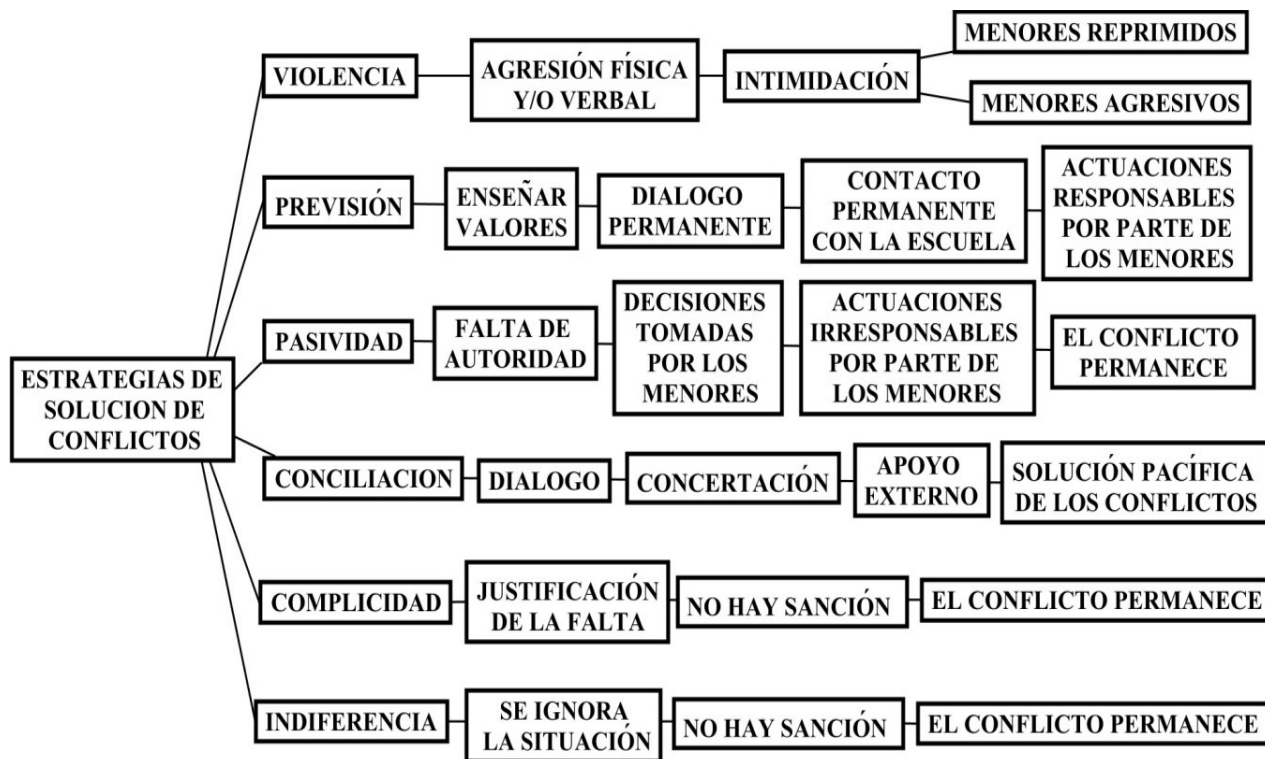 ESTRATEGIAS DE
SOLUCION DE
CONFLICTOS
VIOLENCIA
AGRESIÓN FÍSICA
Y/O VERBAL
INTIMIDACIÓN
MENORES REPRIMIDOS
MENORES AGRESIVOS
PREVISIÓN
ENSEÑAR
VALORES
DIALOGO
PERMANENTE
CONTACTO
PERMANENTE
CON LA ESCUELA
ACTUACIONES
RESPONSABLES
POR PARTE DE
LOS MENORES
PASIVIDAD
FALTA DE
AUTORIDAD
DECISIONES
TOMADAS
POR LOS
MENORES
ACTUACIONES
IRRESPONSABLES
POR PARTE DE
LOS MENORES
EL CONFLICTO
PERMANECE
CONCILIACION
DIALOGO
CONCERTACIÓN
APOYO
EXTERNO
SOLUCIÓN PACÍFICA
DE LOS CONFLICTOS
COMPLICIDAD
JUSTIFICACIÓN
DE LA FALTA
NO HAY SANCIÓN
EL CONFLICTO PERMANECE
INDIFERENCIA
SE IGNORA
LA SITUACIÓN
NO HAY SANCIÓN
EL CONFLICTO PERMANECE